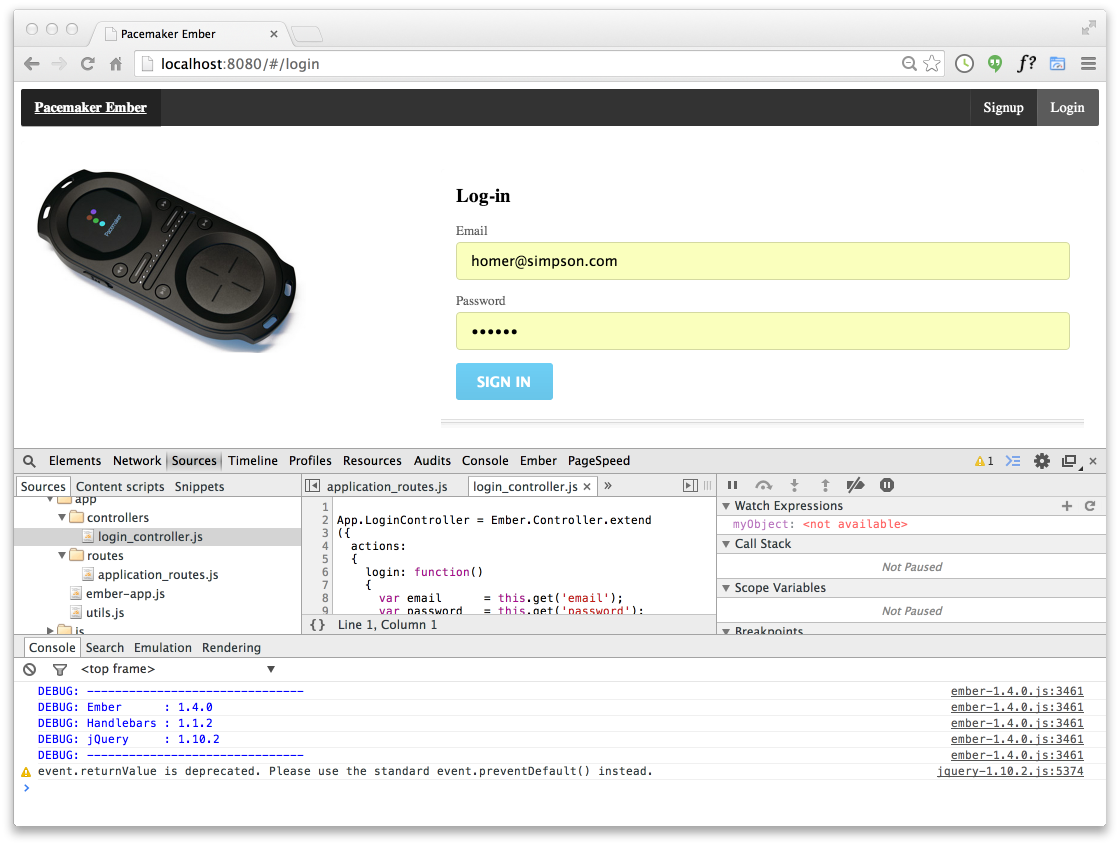 Pacemaker Ember
localhost:8080/#/login
f?
Pacemaker Ember
Signup
Login
Pacemaker
Log-in
Email
homer@simpson.com
Password
••••••
SIGN IN
Elements Network Sources Timeline Profiles Resources Audits Console Ember PageSpeed
1
Sources Content scripts Snippets
app
controllers
login_controller.js
routes
application_routes.js
ember-app.js
utils.js
js
application_routes.js
login_controller.js × »
1
2 App.LoginController = Ember.Controller.extend
3 ({
4 actions:
5 {
6 login: function()
7 {
8 var email = this.get('email');
9 var password = this.get('password');
{} Line 1, Column 1
Watch Expressions
myObject: <not available>
Call Stack
Not Paused
Scope Variables
Not Paused
Breakpoints
Console Search Emulation Rendering
<top frame>
DEBUG: ------------------------------- ember-1.4.0.js:3461
DEBUG: Ember : 1.4.0 ember-1.4.0.js:3461
DEBUG: Handlebars : 1.1.2 ember-1.4.0.js:3461
DEBUG: jQuery : 1.10.2 ember-1.4.0.js:3461
DEBUG: ------------------------------- ember-1.4.0.js:3461
event.returnValue is deprecated. Please use the standard event.preventDefault() instead. jquery-1.10.2.js:5374
>